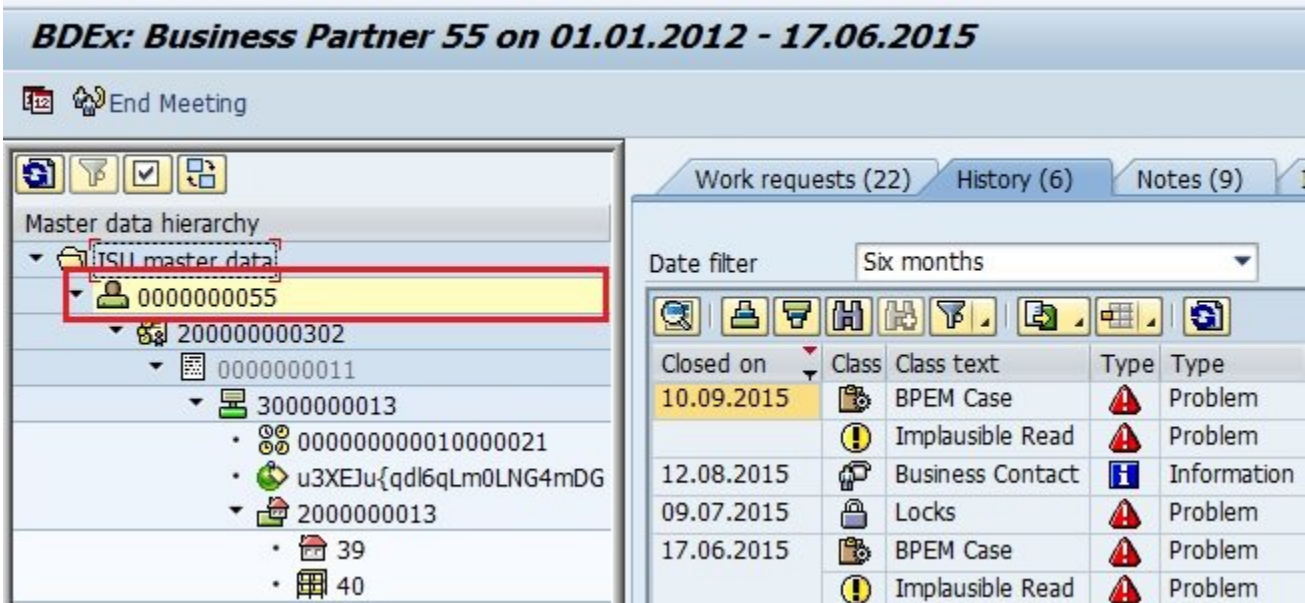 BDEx: Business Partner 55 on 01.01.2012 - 17.06.2015
12 End Meeting
Work requests (22) History (6) Notes (9)
Master data hierarchy
ISU master data
0000000055
200000000302
0000000011
3000000013
000000000010000021
u3XEJu{qdl6qLm0LNG4mDG
2000000013
39
40
Date filter Six months
Closed on Class Class text Type Type
10.09.2015 BPEM Case Problem
Implausible Read Problem
12.08.2015 Business Contact Information
09.07.2015 Locks Problem
17.06.2015 BPEM Case Problem
Implausible Read Problem